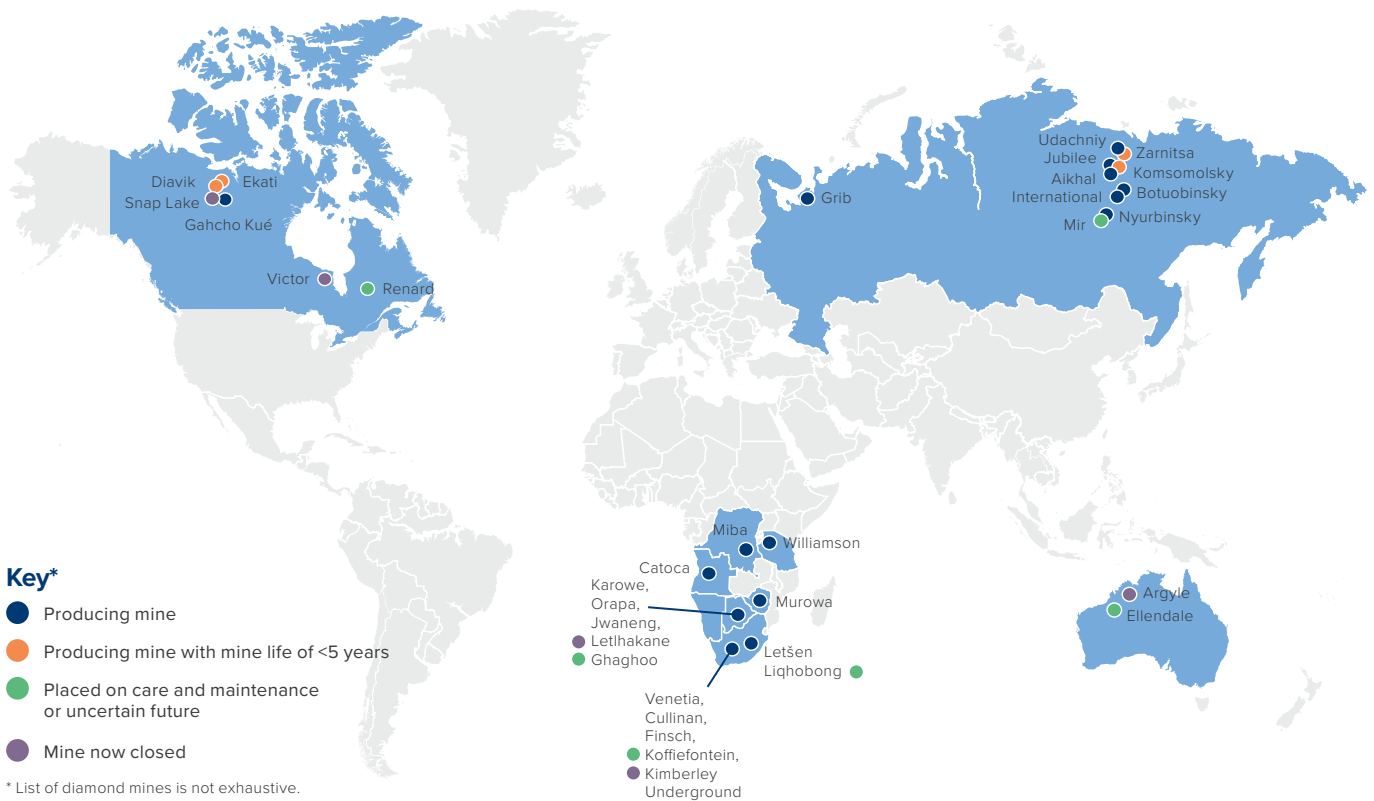 Diavik
Ekati
Snap Lake
Gahcho Kué
Victor
Renard
Grib
Udachniy
Jubilee
Aikhal
International
Mir
Zarnitsa
Komsomolsky
Botuobinsky
Nyurbinsky
Miba
Williamson
Catoca
Karowe,
Orapa,
Jwaneng,
Letlhakane
Ghaghoo
Murowa
Letšen
Liqhobong
Venetia,
Cullinan,
Finsch,
Koffiefontein,
Kimberley
Underground
Argyle
Ellendale
Key*
Producing mine
Producing mine with mine life of <5 years
Placed on care and maintenance
or uncertain future
Mine now closed
* List of diamond mines is not exhaustive.